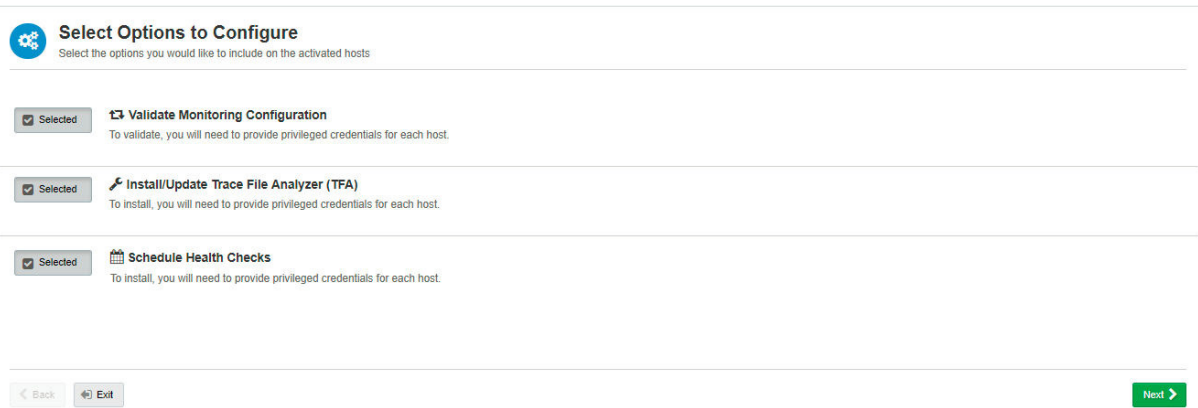 Select Options to Configure
Select the options you would like to include on the activated hosts
Selected
Validate Monitoring Configuration
To validate, you will need to provide privileged credentials for each host.
Selected
Install/Update Trace File Analyzer (TFA)
To install, you will need to provide privileged credentials for each host.
Selected
Schedule Health Checks
To install, you will need to provide privileged credentials for each host.
Back
Exit
Next